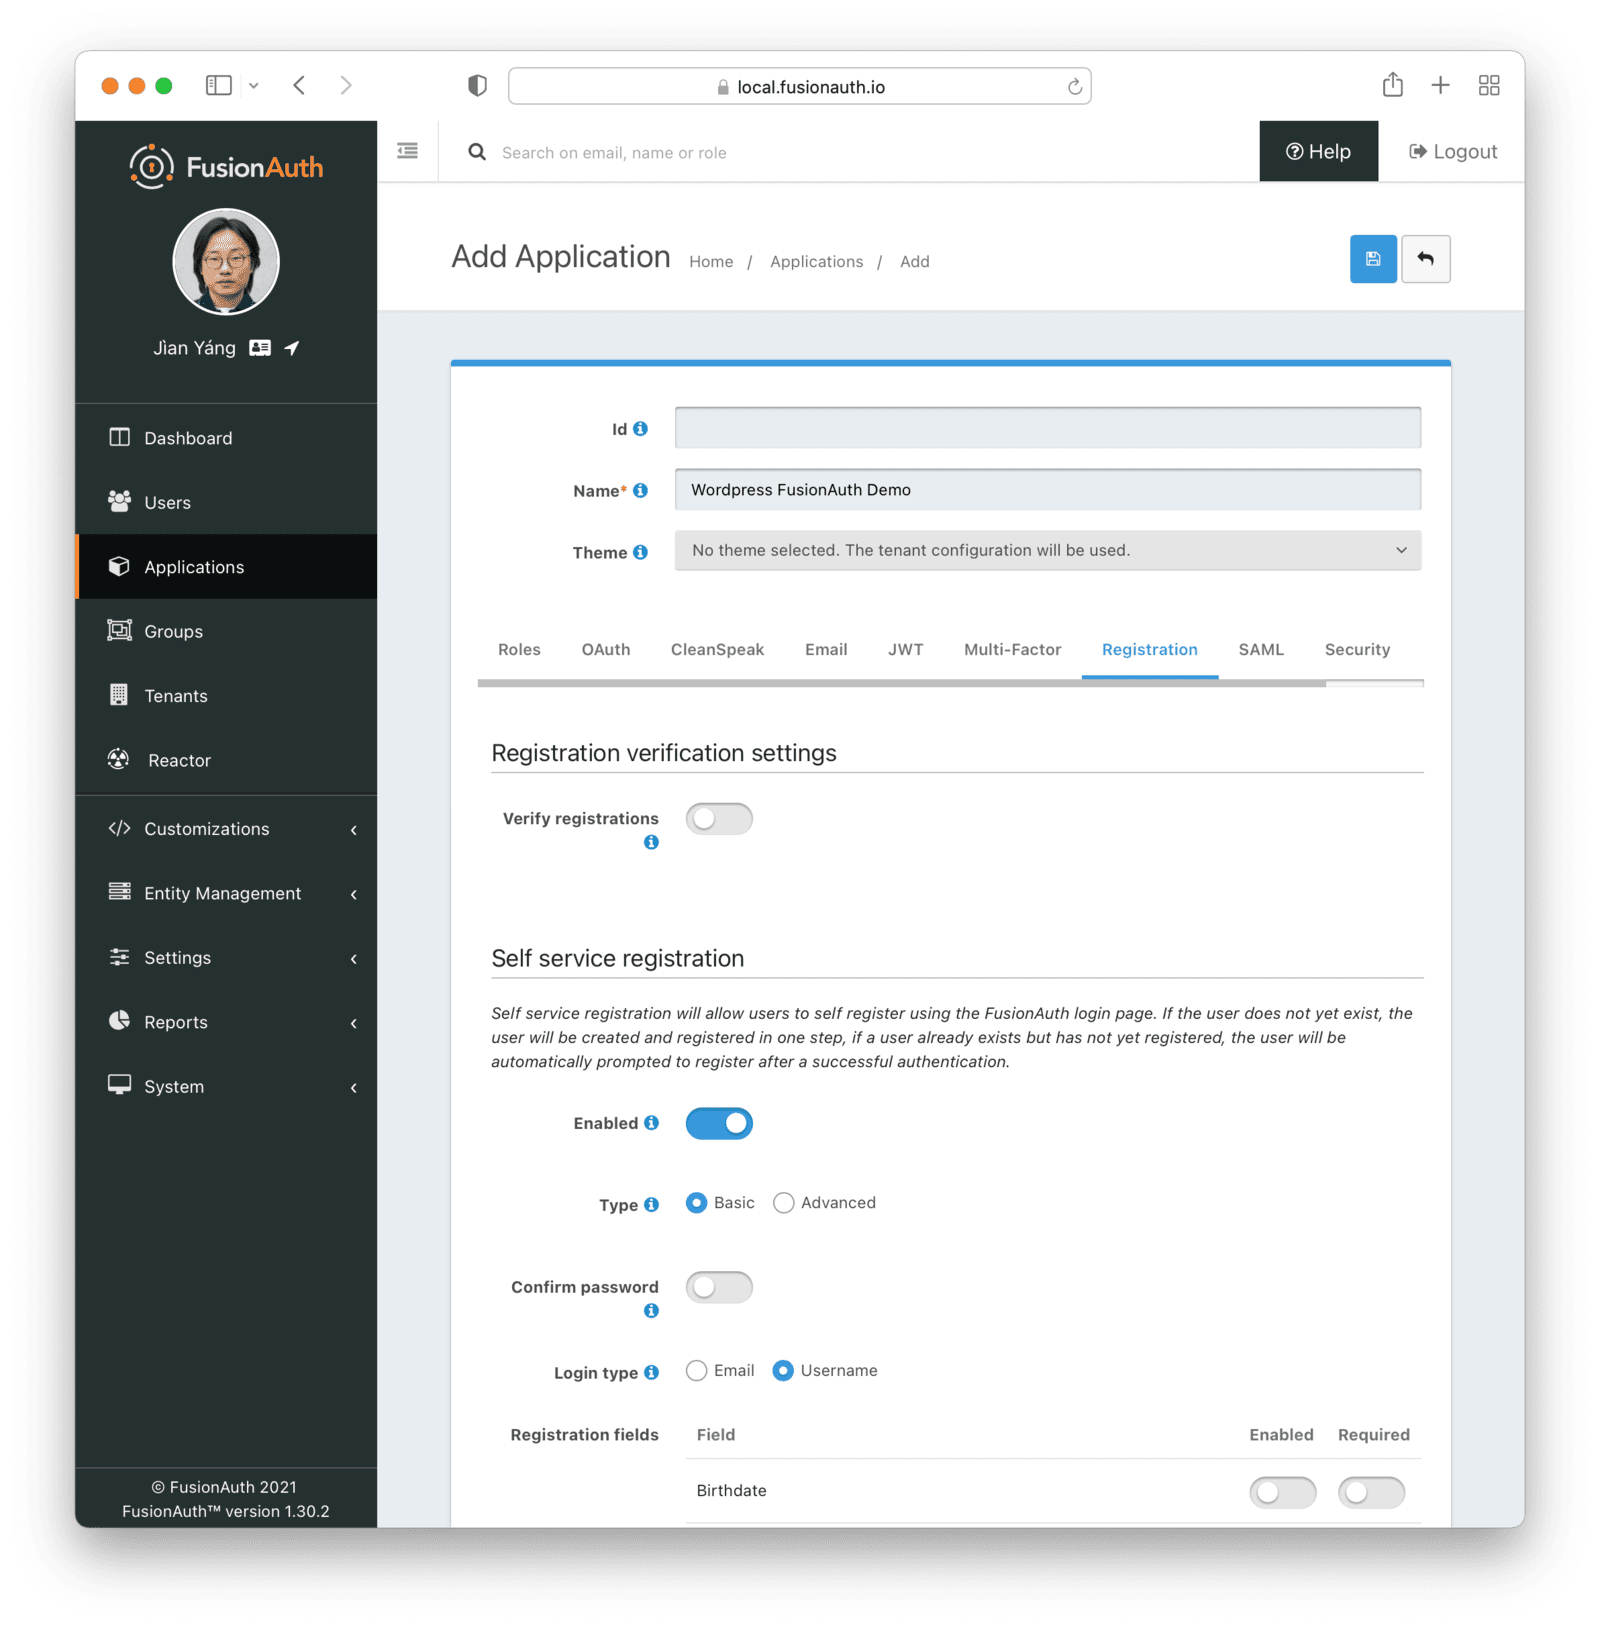 local.fusionauth.io
FusionAuth
Search on email, name or role
Help
Logout
Jìan Yáng
Add Application
Home / Applications / Add
Dashboard
Users
Applications
Groups
Tenants
Reactor
Customizations
Entity Management
Settings
Reports
System
© FusionAuth 2021
FusionAuth™ version 1.30.2
Id
Name* Wordpress FusionAuth Demo
Theme No theme selected. The tenant configuration will be used.
Roles OAuth CleanSpeak Email JWT Multi-Factor Registration SAML Security
Registration verification settings
Verify registrations
Self service registration
Self service registration will allow users to self register using the FusionAuth login page. If the user does not yet exist, the
user will be created and registered in one step, if a user already exists but has not yet registered, the user will be
automatically prompted to register after a successful authentication.
Enabled
Type Basic Advanced
Confirm password
Login type Email Username
Registration fields Field Enabled Required
Birthdate